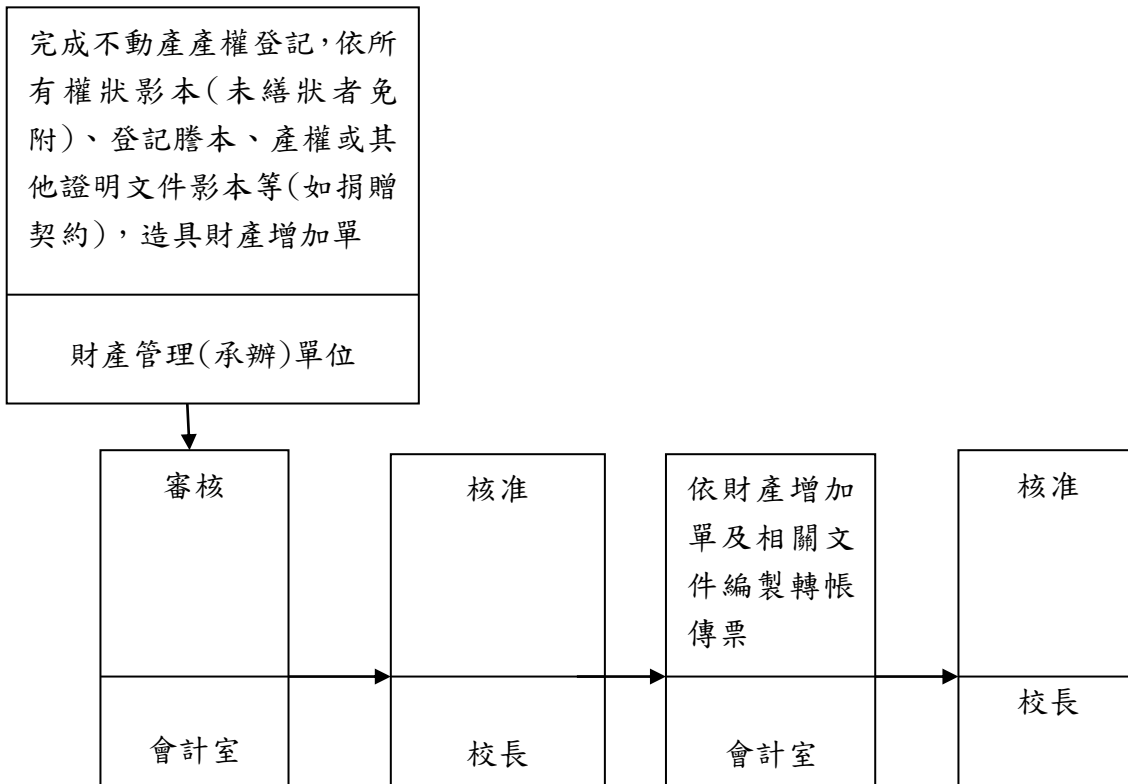 完成不動產產權登記，依所
有權狀影本(未繕狀者免
附)、登記謄本、產權或其
他證明文件影本等(如捐贈
契約)，造具財產增加單
財產管理(承辦)單位
審核
會計室
核准
校長
依財產增加
單及相關文
件編製轉帳
傳票
會計室
核准
校長